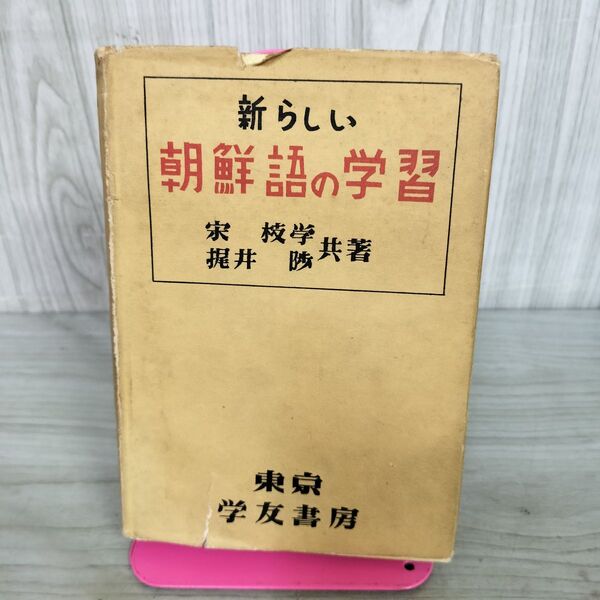 新らしい
朝鮮語の学習
宋枝学
梶井陟
共著
東京
学友書房